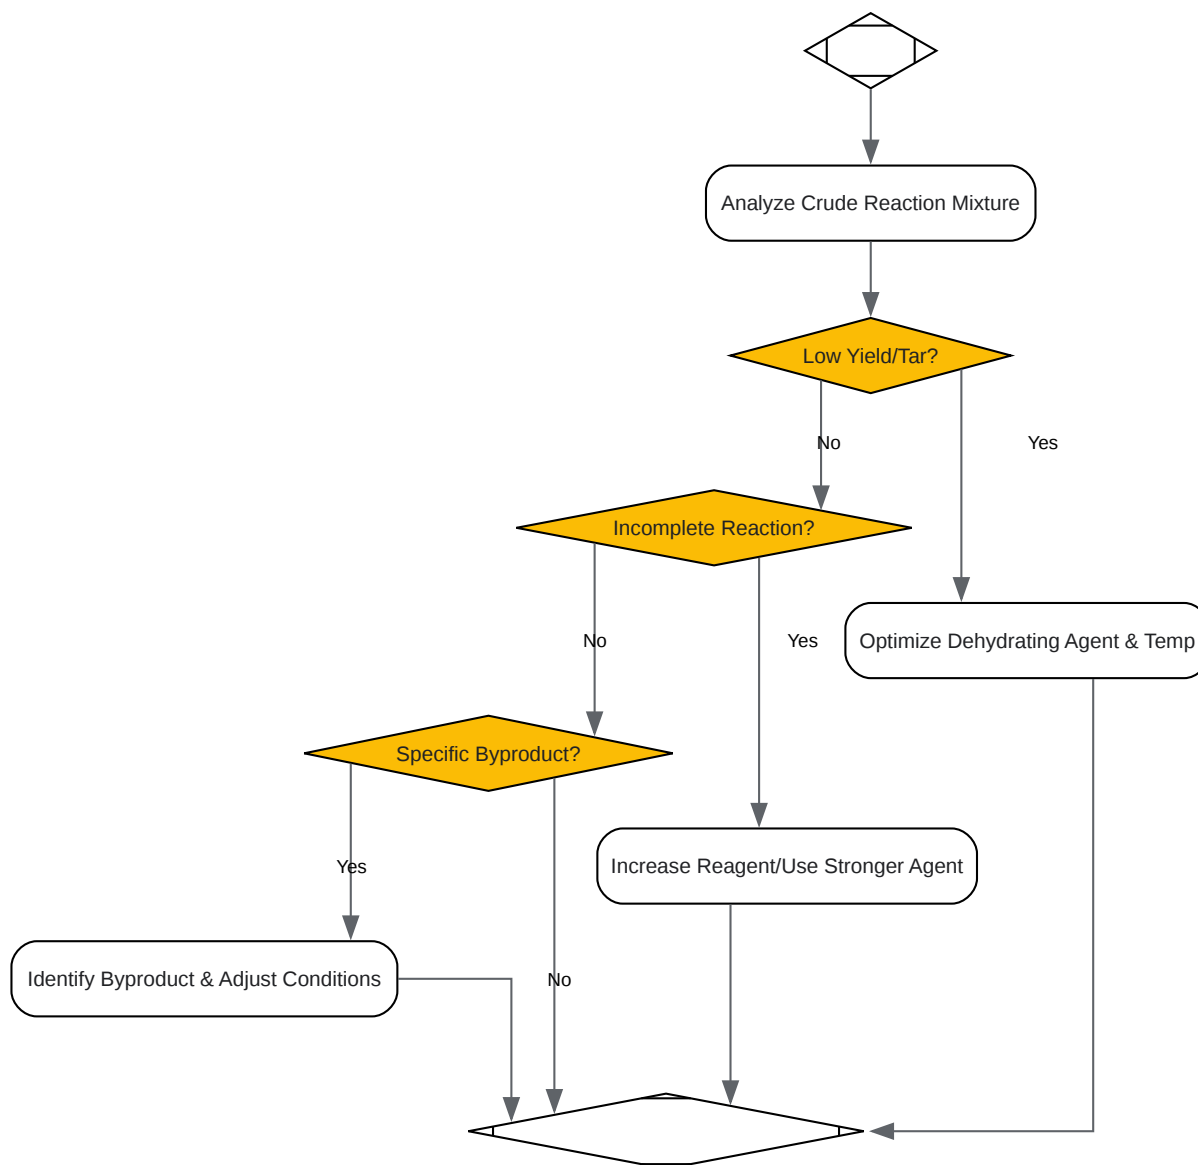 Analyze Crude Reaction Mixture
Low Yield/Tar?
No
Yes
Incomplete Reaction?
No
Yes
Optimize Dehydrating Agent & Temp
Specific Byproduct?
Yes
Increase Reagent/Use Stronger Agent
Identify Byproduct & Adjust Conditions
No